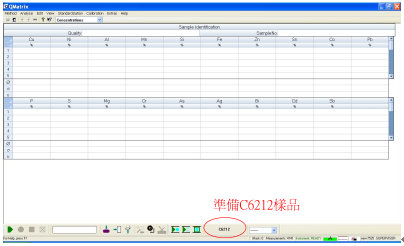 QMatrix
Method Analysis Edit View Standardization Calibration Extras Help
Concentrations
Sample Identification
Quality SampleNo
Cu Ni Al Mn Si Fe Zn Sn Co Pb
% % % % % % % % % %
1
2
3
4
5
Ø
σ
P S Mg Cr As Ag Bi Cd Sb
% % % % % % % % %
1
2
3
4
5
Ø
σ
準備C6212樣品
C6212
For help, press F1